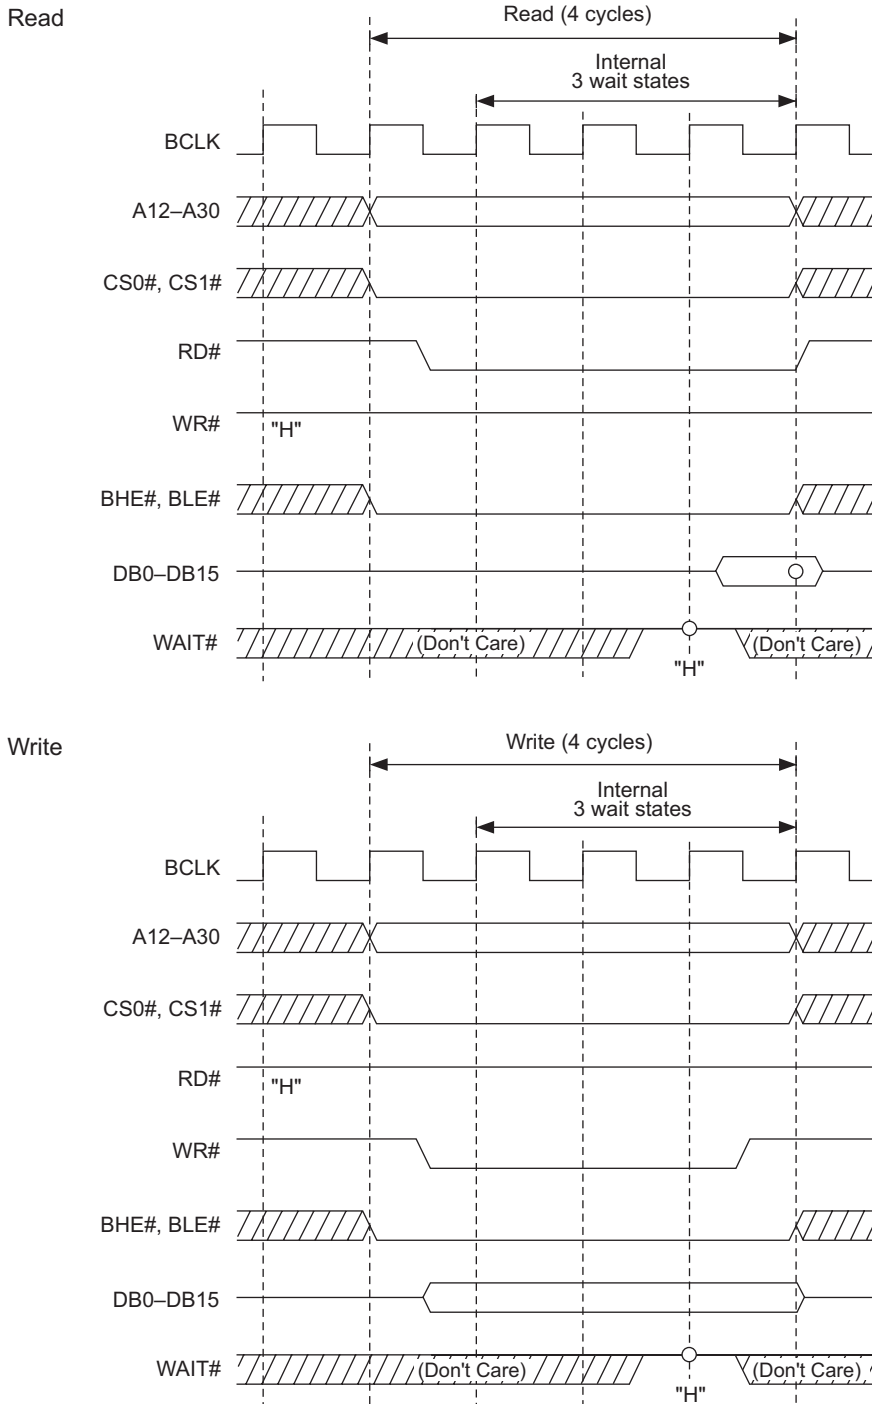 Read
Read (4 cycles)
Internal
3 wait states
BCLK
A12–A30
CS0#, CS1#
RD#
WR#
"H"
BHE#, BLE#
DB0–DB15
WAIT#
(Don't Care)
(Don't Care)
"H"
Write
Write (4 cycles)
Internal
3 wait states
BCLK
A12–A30
CS0#, CS1#
RD#
"H"
WR#
BHE#, BLE#
DB0–DB15
WAIT#
(Don't Care)
(Don't Care)
"H"